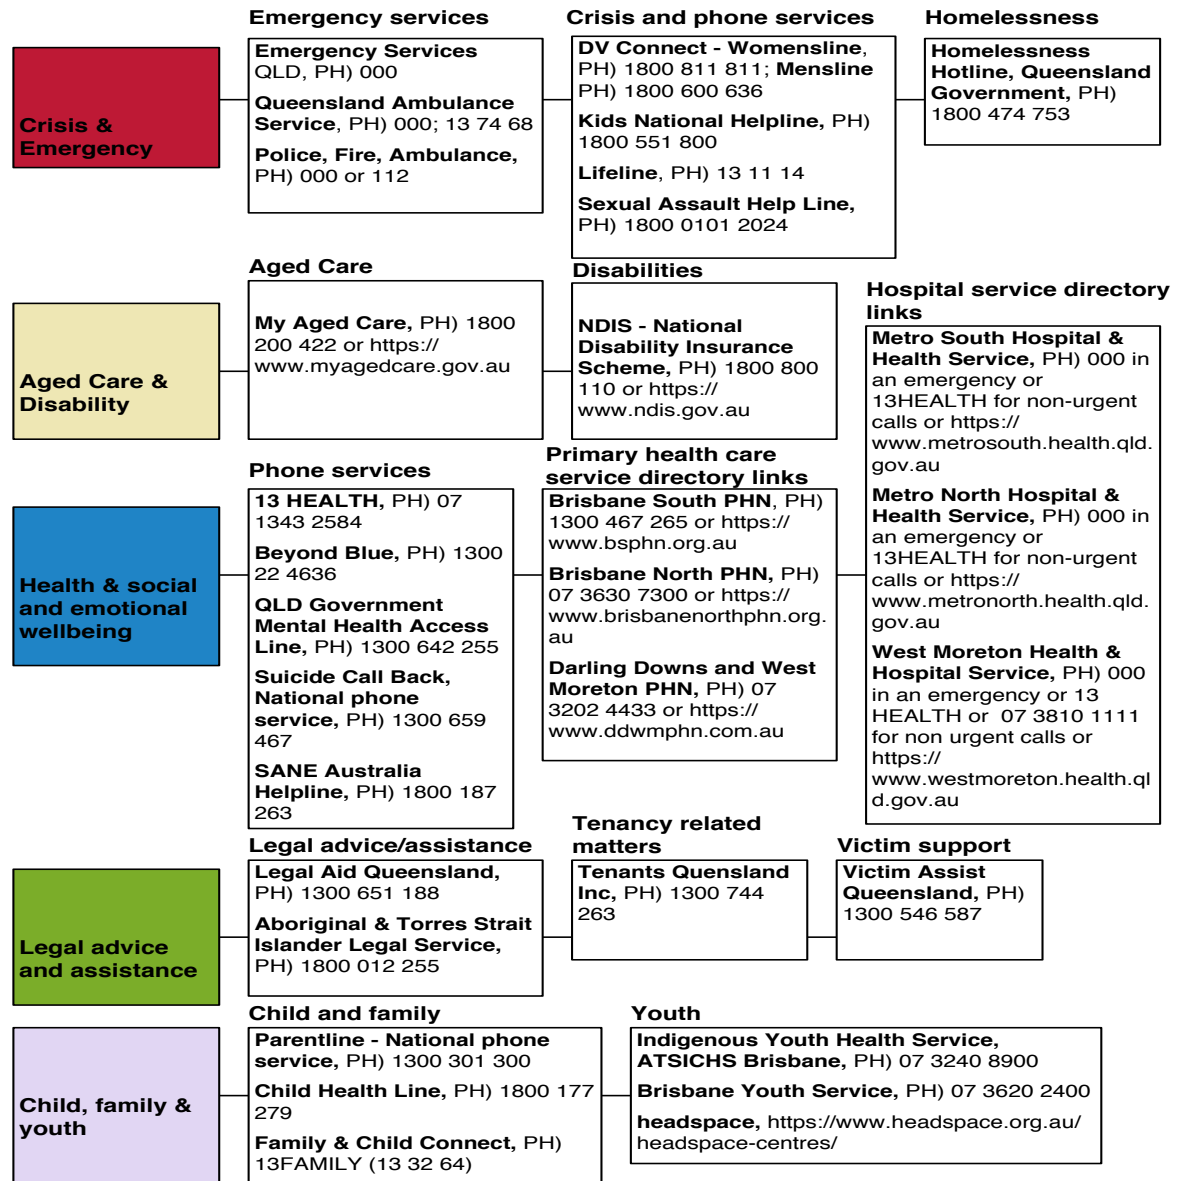 Emergency services
Crisis and phone services
Homelessness
Crisis &
Emergency
Emergency Services
QLD, PH) 000
Queensland Ambulance
Service, PH) 000; 13 74 68
Police, Fire, Ambulance,
PH) 000 or 112
DV Connect - Womensline,
PH) 1800 811 811; Mensline
PH) 1800 600 636
Kids National Helpline, PH)
1800 551 800
Lifeline, PH) 13 11 14
Sexual Assault Help Line,
PH) 1800 0101 2024
Homelessness
Hotline, Queensland
Government, PH)
1800 474 753
Aged Care
Disabilities
Hospital service directory
links
Aged Care &
Disability
My Aged Care, PH) 1800
200 422 or https://
www.myagedcare.gov.au
NDIS - National
Disability Insurance
Scheme, PH) 1800 800
110 or https://
www.ndis.gov.au
Metro South Hospital &
Health Service, PH) 000 in
an emergency or
13HEALTH for non-urgent
calls or https://
www.metrosouth.health.qld.
gov.au
Metro North Hospital &
Health Service, PH) 000 in
an emergency or
13HEALTH for non-urgent
calls or https://
www.metronorth.health.qld.
gov.au
West Moreton Health &
Hospital Service, PH) 000
in an emergency or 13
HEALTH or 07 3810 1111
for non urgent calls or
https://
www.westmoreton.health.ql
d.gov.au
Phone services
Primary health care
service directory links
Health & social
and emotional
wellbeing
13 HEALTH, PH) 07
1343 2584
Beyond Blue, PH) 1300
22 4636
QLD Government
Mental Health Access
Line, PH) 1300 642 255
Suicide Call Back,
National phone
service, PH) 1300 659
467
SANE Australia
Helpline, PH) 1800 187
263
Brisbane South PHN, PH)
1300 467 265 or https://
www.bsphn.org.au
Brisbane North PHN, PH)
07 3630 7300 or https://
www.brisbanenorthphn.org.
au
Darling Downs and West
Moreton PHN, PH) 07
3202 4433 or https://
www.ddwmphn.com.au
Legal advice/assistance
Tenancy related
matters
Victim support
Legal advice
and assistance
Legal Aid Queensland,
PH) 1300 651 188
Aboriginal & Torres Strait
Islander Legal Service,
PH) 1800 012 255
Tenants Quensland
Inc, PH) 1300 744
263
Victim Assist
Queensland, PH)
1300 546 587
Child and family
Youth
Child, family &
youth
Parentline - National phone
service, PH) 1300 301 300
Child Health Line, PH) 1800 177
279
Family & Child Connect, PH)
13FAMILY (13 32 64)
Indigenous Youth Health Service,
ATSICHS Brisbane, PH) 07 3240 8900
Brisbane Youth Service, PH) 07 3620 2400
headspace, https://www.headspace.org.au/
headspace-centres/